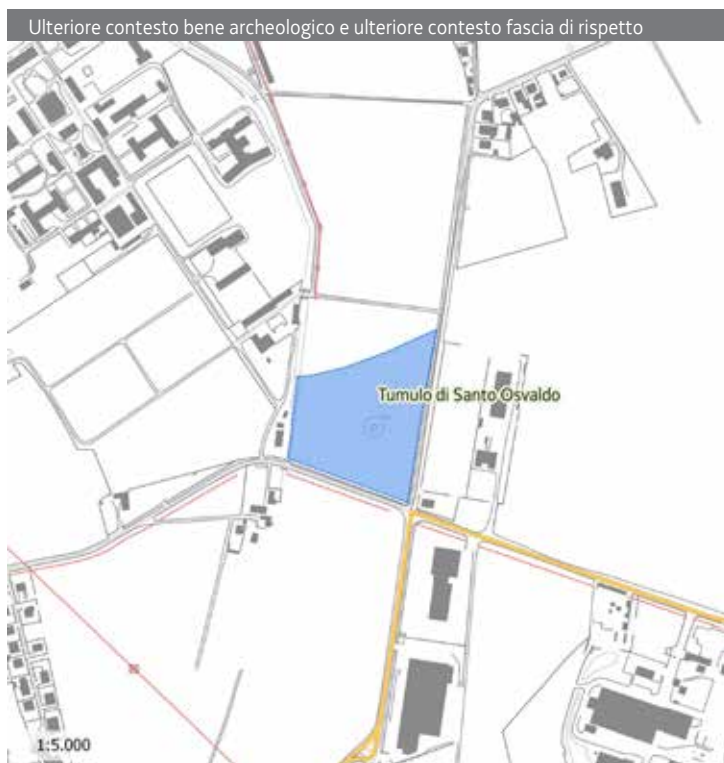 Ulteriore contesto bene archeologico e ulteriore contesto fascia di rispetto
Tumulo di Santo Osvaldo
1:5.000